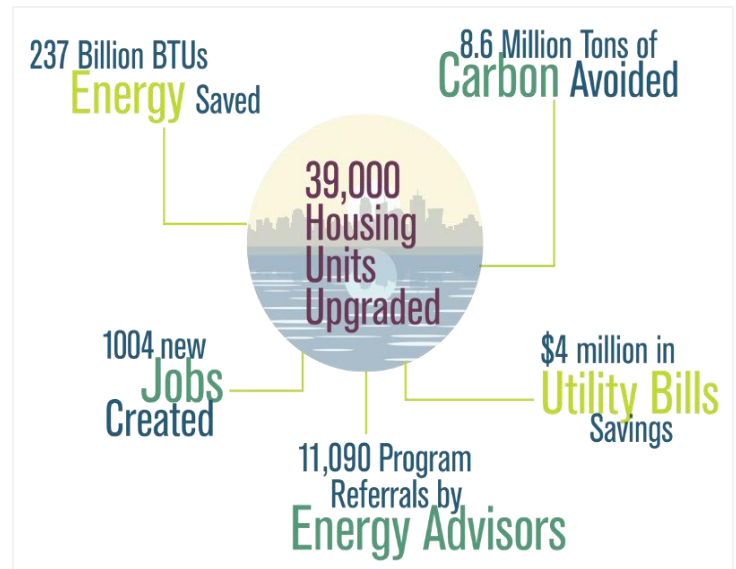 237 Billion BTUs
Energy Saved
8.6 Million Tons of
Carbon Avoided
39,000
Housing
Units
Upgraded
1004 new
Jobs
Created
$4 million in
Utility Bills
Savings
11,090 Program
Referrals by
Energy Advisors